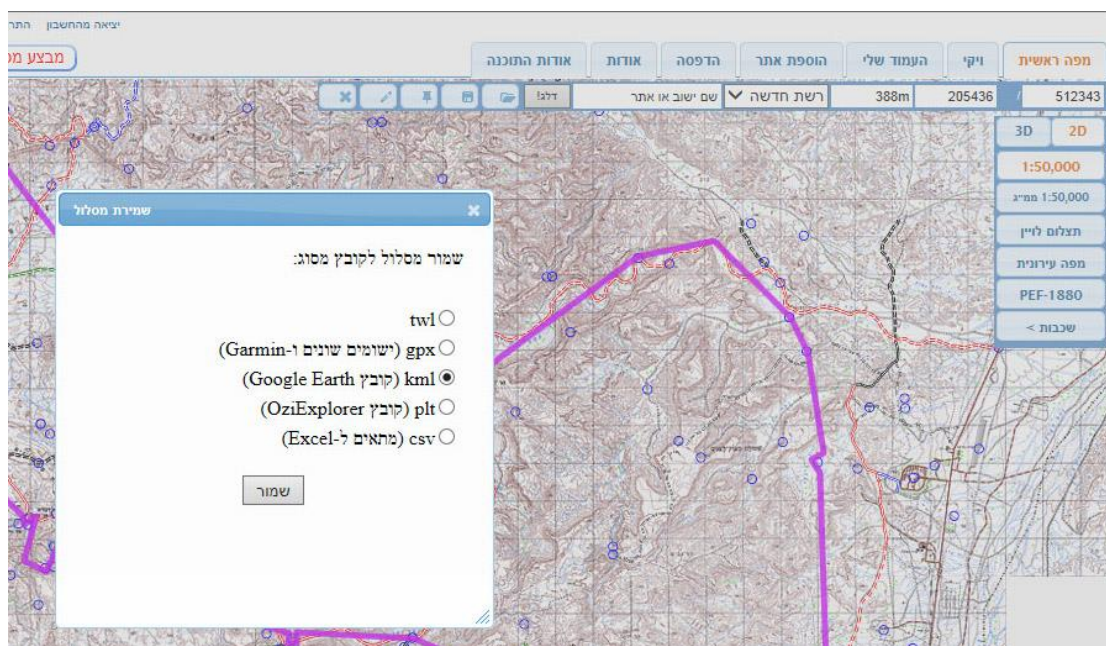 יציאה מהחשבון
מפה ראשית ויקי העמוד שלי הוספת אתר הדפסה אודות אודות התוכנה
512343 / 205436 388m רשת חדשה שם ישוב או אתר דלג!
3D 2D
1:50,000
1:50,000 ממ״ג
תצלום לויין
מפה עירונית
PEF-1880
שכבות >
שמירת מסלול
שמור מסלול לקובץ מסוג:
twl
gpx (ישומים שונים ו-Garmin)
kml (קובץ Google Earth)
plt (קובץ OziExplorer)
csv (מתאים ל-Excel)
שמור
מבצע